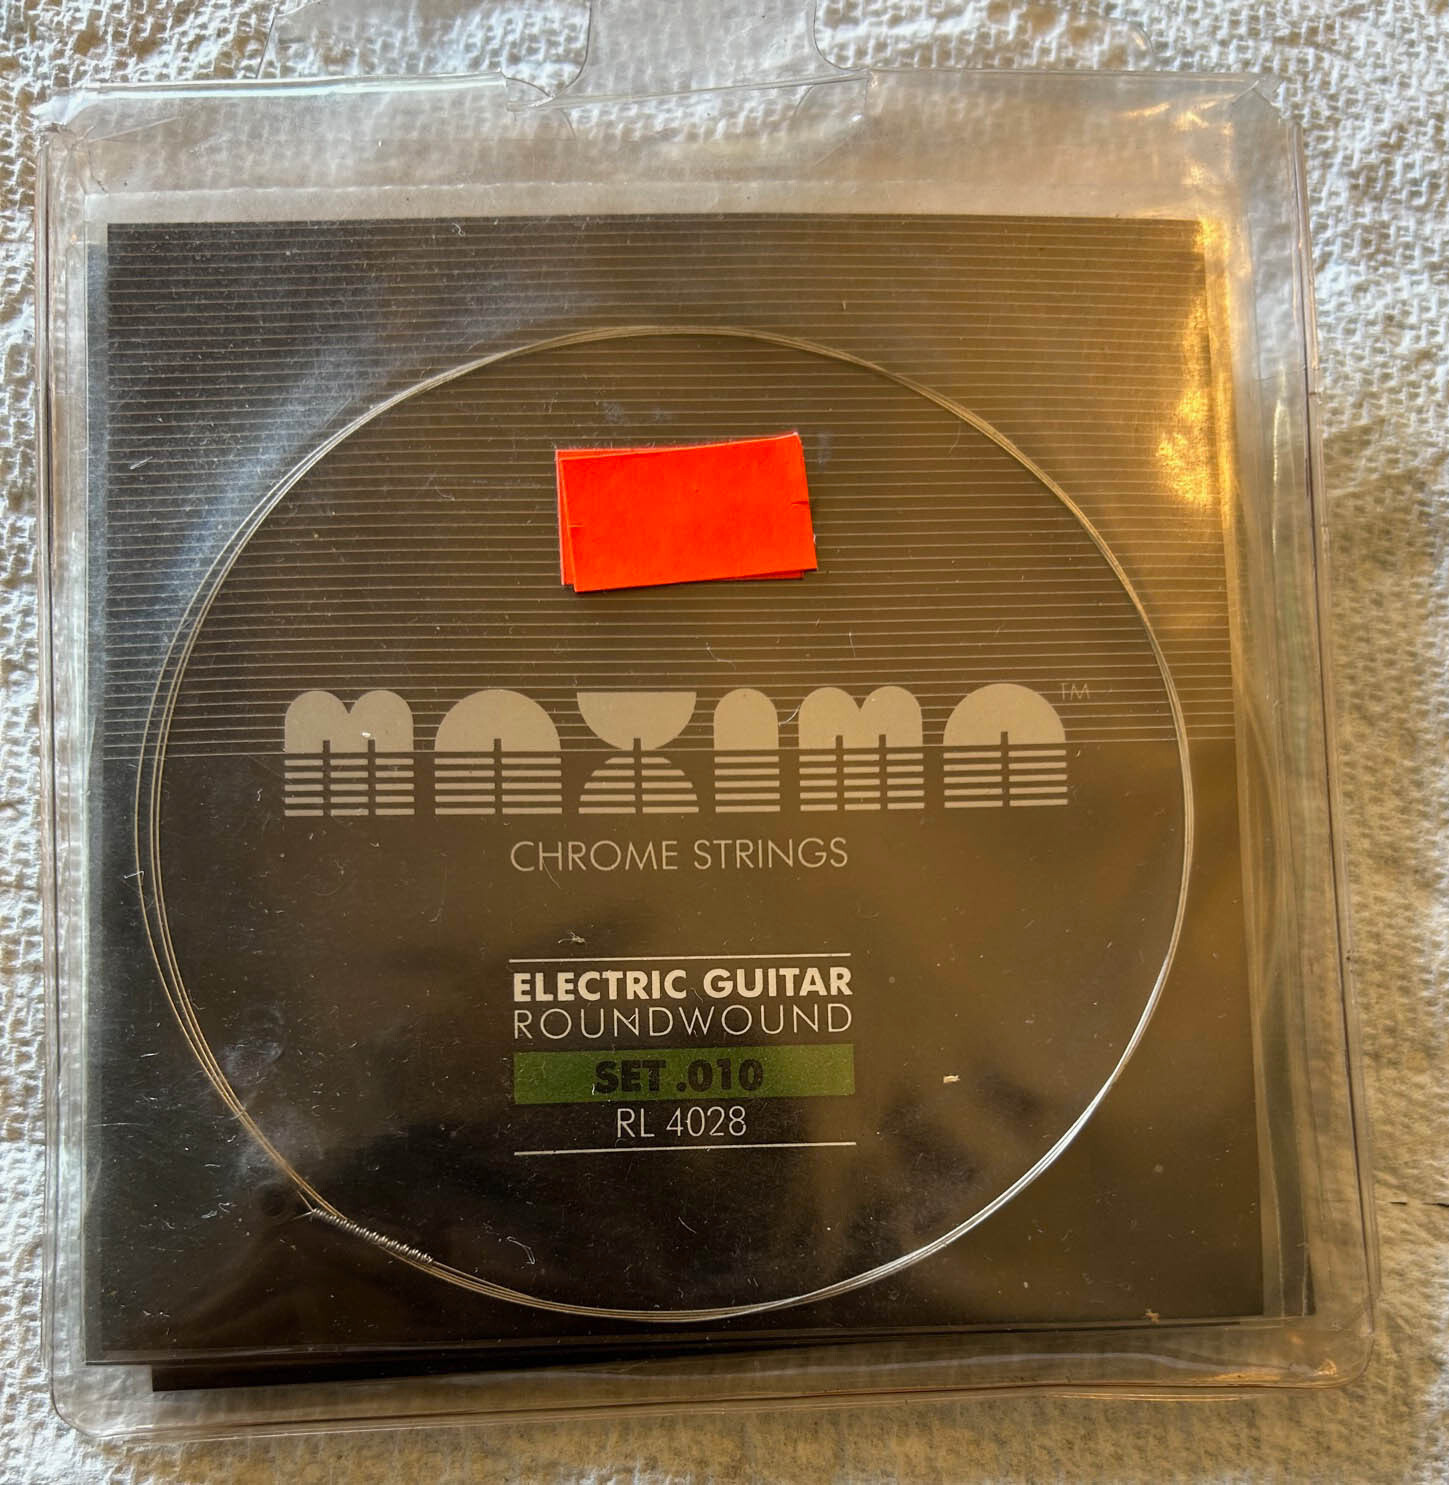 MAXIMA™
CHROME STRINGS
ELECTRIC GUITAR
ROUNDWOUND
SET .010
RL 4028